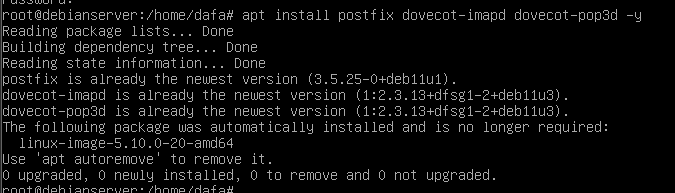 Password:
root@debianserver:/home/dafa# apt install postfix dovecot-imapd dovecot-pop3d -y
Reading package lists... Done
Building dependency tree... Done
Reading state information... Done
postfix is already the newest version (3.5.25-0+deb11u1).
dovecot-imapd is already the newest version (1:2.3.13+dfsg1-2+deb11u3).
dovecot-pop3d is already the newest version (1:2.3.13+dfsg1-2+deb11u3).
The following package was automatically installed and is no longer required:
  linux-image-5.10.0-20-amd64
Use 'apt autoremove' to remove it.
0 upgraded, 0 newly installed, 0 to remove and 0 not upgraded.
root@debianserver:/home/dafa#